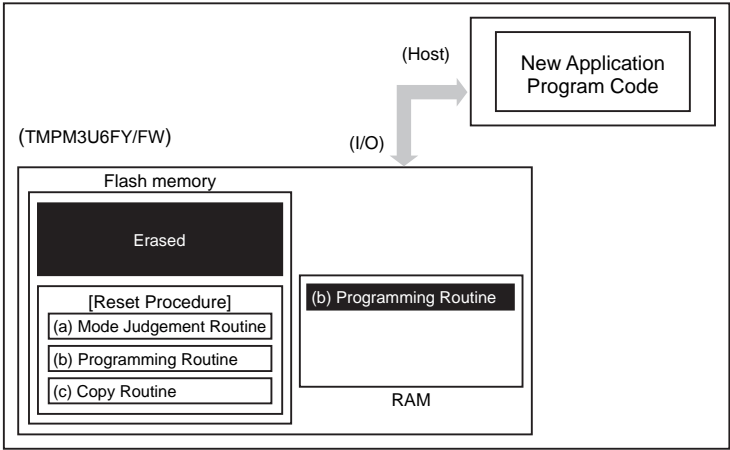 (Host)
New Application
Program Code
(TMPM3U6FY/FW)
(I/O)
Flash memory
Erased
[Reset Procedure]
(a) Mode Judgement Routine
(b) Programming Routine
(c) Copy Routine
(b) Programming Routine
RAM